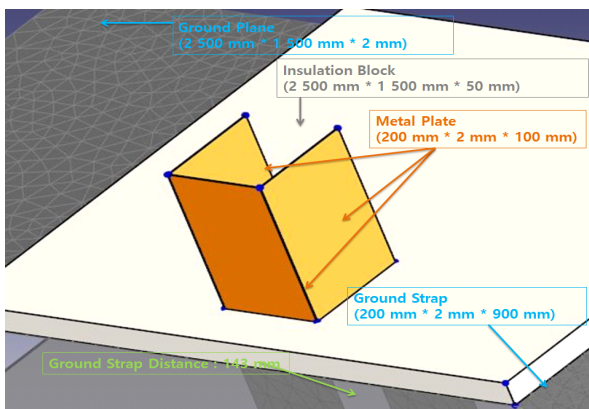 Ground Plane
(2 500 mm * 1 500 mm * 2 mm)
Insulation Block
(2 500 mm * 1 500 mm * 50 mm)
Metal Plate
(200 mm * 2 mm * 100 mm)
Ground Strap
(200 mm * 2 mm * 900 mm)
Ground Strap Distance : 143 mm